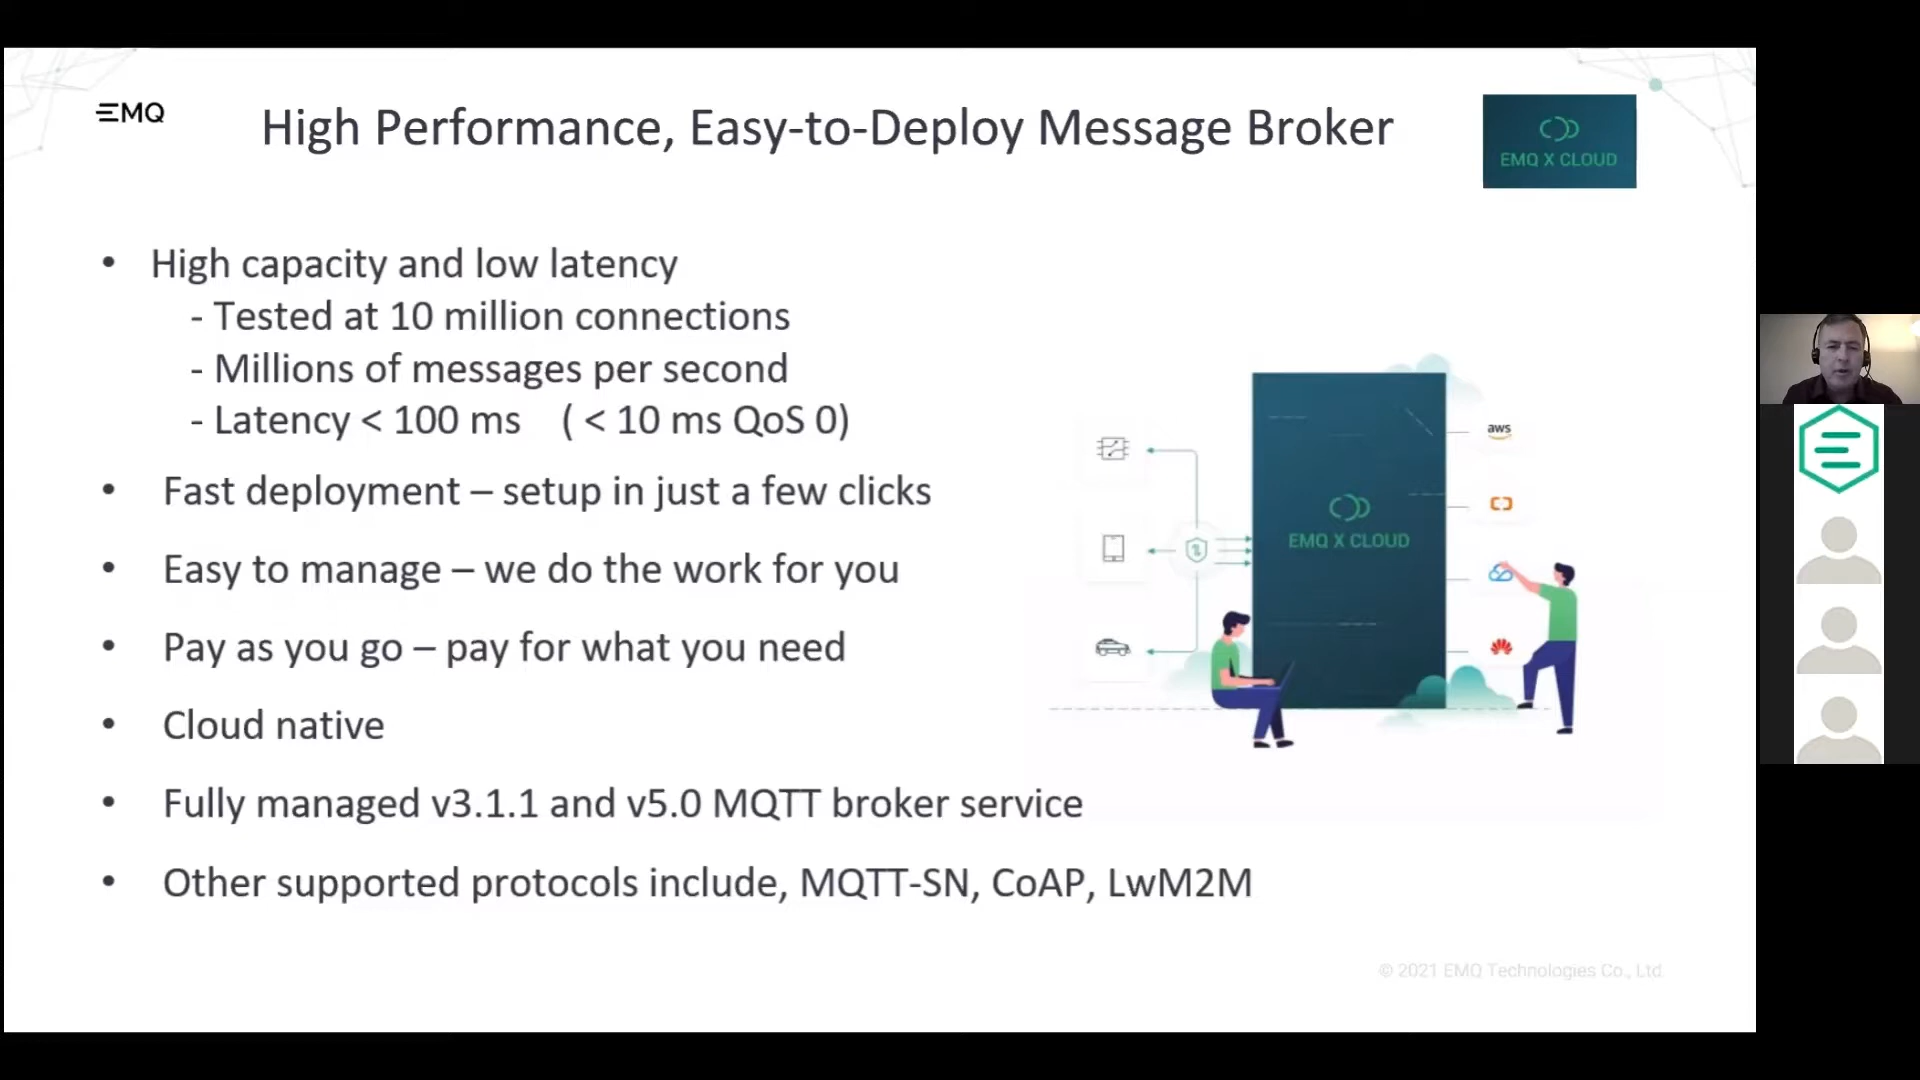 EMQ
High Performance, Easy-to-Deploy Message Broker
EMQ X CLOUD
• High capacity and low latency
- Tested at 10 million connections
- Millions of messages per second
- Latency < 100 ms ( < 10 ms QoS 0)
• Fast deployment – setup in just a few clicks
• Easy to manage – we do the work for you
• Pay as you go – pay for what you need
• Cloud native
• Fully managed v3.1.1 and v5.0 MQTT broker service
• Other supported protocols include, MQTT-SN, CoAP, LwM2M
aws
EMQ X CLOUD
© 2021 EMQ Technologies Co., Ltd